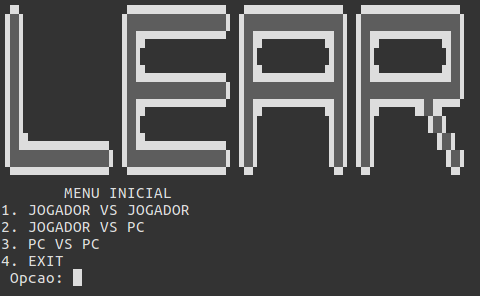 LEAR
MENU INICIAL
1. JOGADOR VS JOGADOR
2. JOGADOR VS PC
3. PC VS PC
4. EXIT
Opcao: